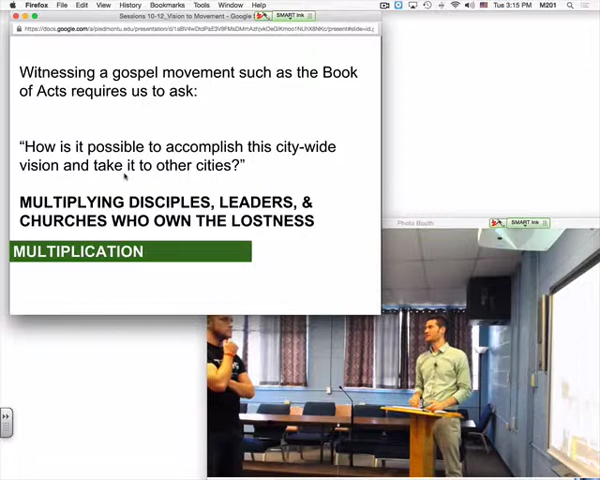 Firefox File Edit View History Bookmarks Tools Window Help
Tue 3:15 PM M201
Sessions 10-12_Vision to Movement - Google
SMART Ink
Witnessing a gospel movement such as the Book
of Acts requires us to ask:
“How is it possible to accomplish this city-wide
vision and take it to other cities?”
MULTIPLYING DISCIPLES, LEADERS, &
CHURCHES WHO OWN THE LOSTNESS
MULTIPLICATION
Photo Booth
SMART Ink